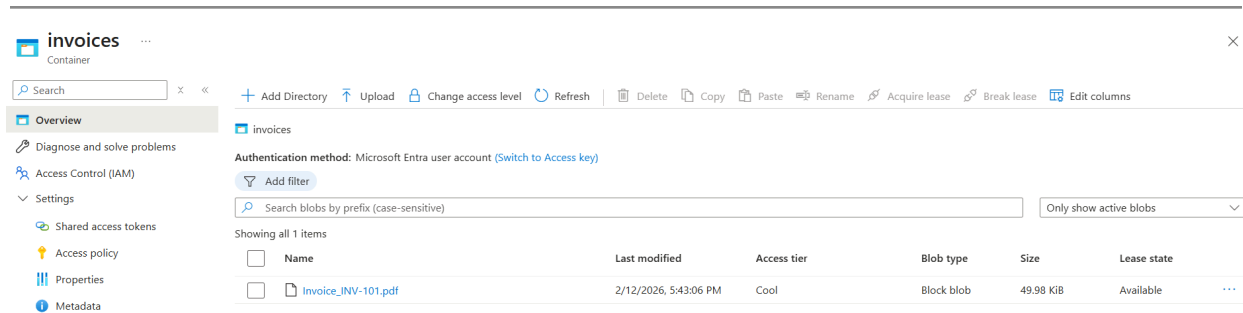 invoices ...
Container
Search
Overview
Diagnose and solve problems
Access Control (IAM)
Settings
Shared access tokens
Access policy
Properties
Metadata
Add Directory Upload Change access level Refresh Delete Copy Paste Rename Acquire lease Break lease Edit columns
invoices
Authentication method: Microsoft Entra user account (Switch to Access key)
Add filter
Search blobs by prefix (case-sensitive) Only show active blobs
Showing all 1 items
Name Last modified Access tier Blob type Size Lease state
Invoice_INV-101.pdf 2/12/2026, 5:43:06 PM Cool Block blob 49.98 KiB Available ...